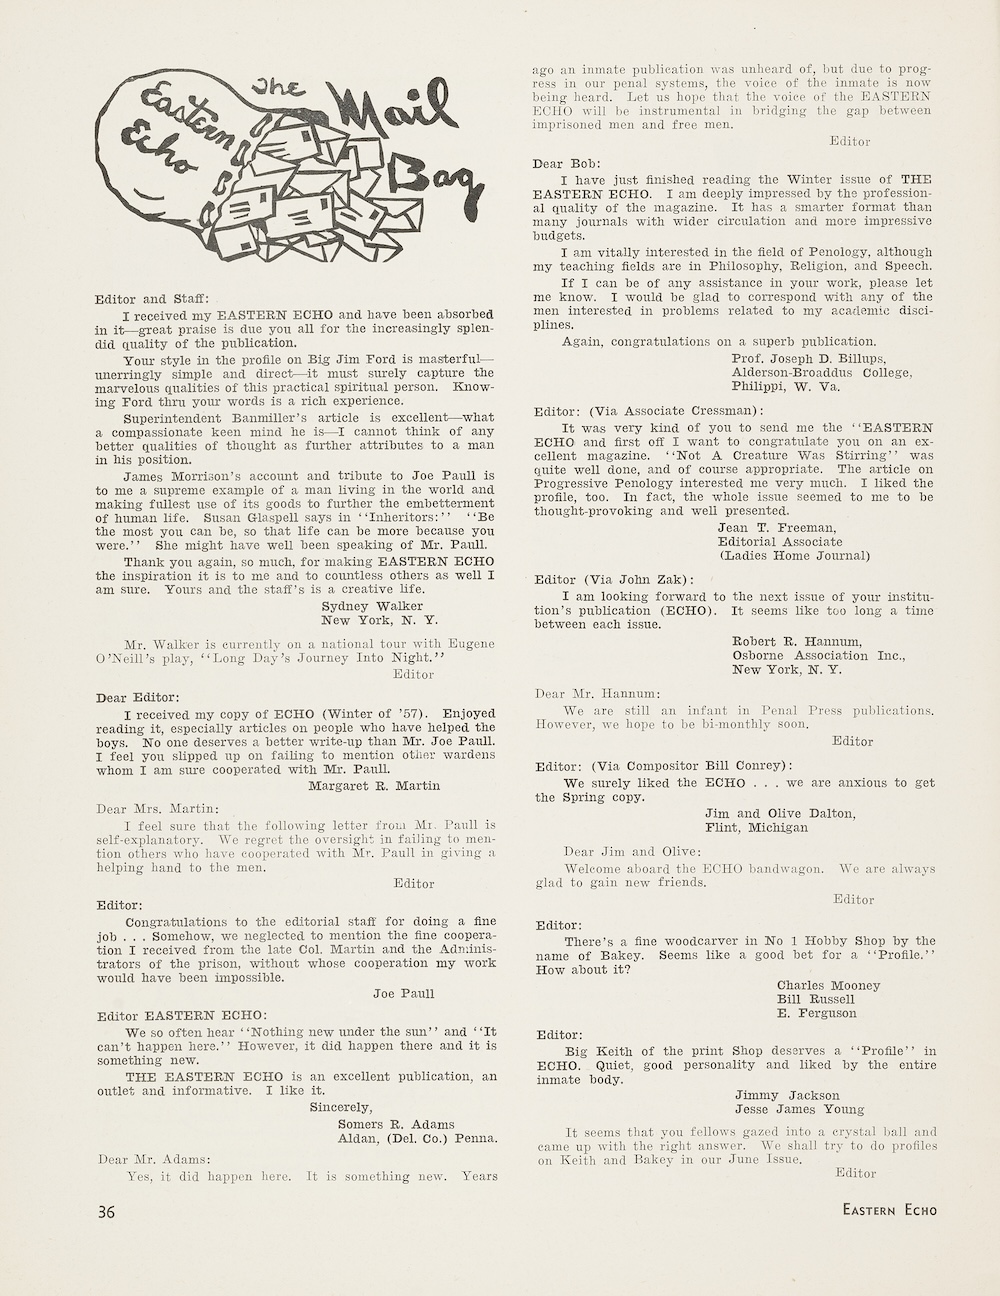 The Mail Bag
Eastern Echo
Editor and Staff:
I received my EASTERN ECHO and have been absorbed
in it—great praise is due you all for the increasingly splen-
did quality of the publication.
Your style in the profile on Big Jim Ford is masterful—
unerringly simple and direct—it must surely capture the
marvelous qualities of this practical spiritual person. Know-
ing Ford thru your words is a rich experience.
Superintendent Banmiller's article is excellent—what
a compassionate keen mind he is—I cannot think of any
better qualities of thought as further attributes to a man
in his position.
James Morrison's account and tribute to Joe Paull is
to me a supreme example of a man living in the world and
making fullest use of its goods to further the embetterment
of human life. Susan Glaspell says in ''Inheritors:'' ''Be
the most you can be, so that life can be more because you
were.'' She might have well been speaking of Mr. Paull.
Thank you again, so much, for making EASTERN ECHO
the inspiration it is to me and to countless others as well I
am sure. Yours and the staff's is a creative life.
Sydney Walker
New York, N. Y.
Mr. Walker is currently on a national tour with Eugene
O'Neill's play, ''Long Day's Journey Into Night.''
Editor
Dear Editor:
I received my copy of ECHO (Winter of '57). Enjoyed
reading it, especially articles on people who have helped the
boys. No one deserves a better write-up than Mr. Joe Paull.
I feel you slipped up on failing to mention other wardens
whom I am sure cooperated with Mr. Paull.
Margaret R. Martin
Dear Mrs. Martin:
I feel sure that the following letter from Mr. Paull is
self-explanatory. We regret the oversight in failing to men-
tion others who have cooperated with Mr. Paull in giving a
helping hand to the men.
Editor
Editor:
Congratulations to the editorial staff for doing a fine
job . . . Somehow, we neglected to mention the fine coopera-
tion I received from the late Col. Martin and the Adminis-
trators of the prison, without whose cooperation my work
would have been impossible.
Joe Paull
Editor EASTERN ECHO:
We so often hear ''Nothing new under the sun'' and ''It
can't happen here.'' However, it did happen there and it is
something new.
THE EASTERN ECHO is an excellent publication, an
outlet and informative. I like it.
Sincerely,
Somers R. Adams
Aldan, (Del. Co.) Penna.
Dear Mr. Adams:
Yes, it did happen here. It is something new. Years
ago an inmate publication was unheard of, but due to prog-
ress in our penal systems, the voice of the inmate is now
being heard. Let us hope that the voice of the EASTERN
ECHO will be instrumental in bridging the gap between
imprisoned men and free men.
Editor
Dear Bob:
I have just finished reading the Winter issue of THE
EASTERN ECHO. I am deeply impressed by the profession-
al quality of the magazine. It has a smarter format than
many journals with wider circulation and more impressive
budgets.
I am vitally interested in the field of Penology, although
my teaching fields are in Philosophy, Religion, and Speech.
If I can be of any assistance in your work, please let
me know. I would be glad to correspond with any of the
men interested in problems related to my academic disci-
plines.
Again, congratulations on a superb publication.
Prof. Joseph D. Billups,
Alderson-Broaddus College,
Philippi, W. Va.
Editor: (Via Associate Cressman):
It was very kind of you to send me the ''EASTERN
ECHO and first off I want to congratulate you on an ex-
cellent magazine. ''Not A Creature Was Stirring'' was
quite well done, and of course appropriate. The article on
Progressive Penology interested me very much. I liked the
profile, too. In fact, the whole issue seemed to me to be
thought-provoking and well presented.
Jean T. Freeman,
Editorial Associate
(Ladies Home Journal)
Editor (Via John Zak):
I am looking forward to the next issue of your institu-
tion's publication (ECHO). It seems like too long a time
between each issue.
Robert R. Hannum,
Osborne Association Inc.,
New York, N. Y.
Dear Mr. Hannum:
We are still an infant in Penal Press publications.
However, we hope to be bi-monthly soon.
Editor
Editor: (Via Compositor Bill Conrey):
We surely liked the ECHO . . . we are anxious to get
the Spring copy.
Jim and Olive Dalton,
Flint, Michigan
Dear Jim and Olive:
Welcome aboard the ECHO bandwagon. We are always
glad to gain new friends.
Editor
Editor:
There's a fine woodcarver in No 1 Hobby Shop by the
name of Bakey. Seems like a good bet for a ''Profile.''
How about it?
Charles Mooney
Bill Russell
E. Ferguson
Editor:
Big Keith of the print Shop deserves a ''Profile'' in
ECHO. Quiet, good personality and liked by the entire
inmate body.
Jimmy Jackson
Jesse James Young
It seems that you fellows gazed into a crystal ball and
came up with the right answer. We shall try to do profiles
on Keith and Bakey in our June Issue.
Editor
36
EASTERN ECHO